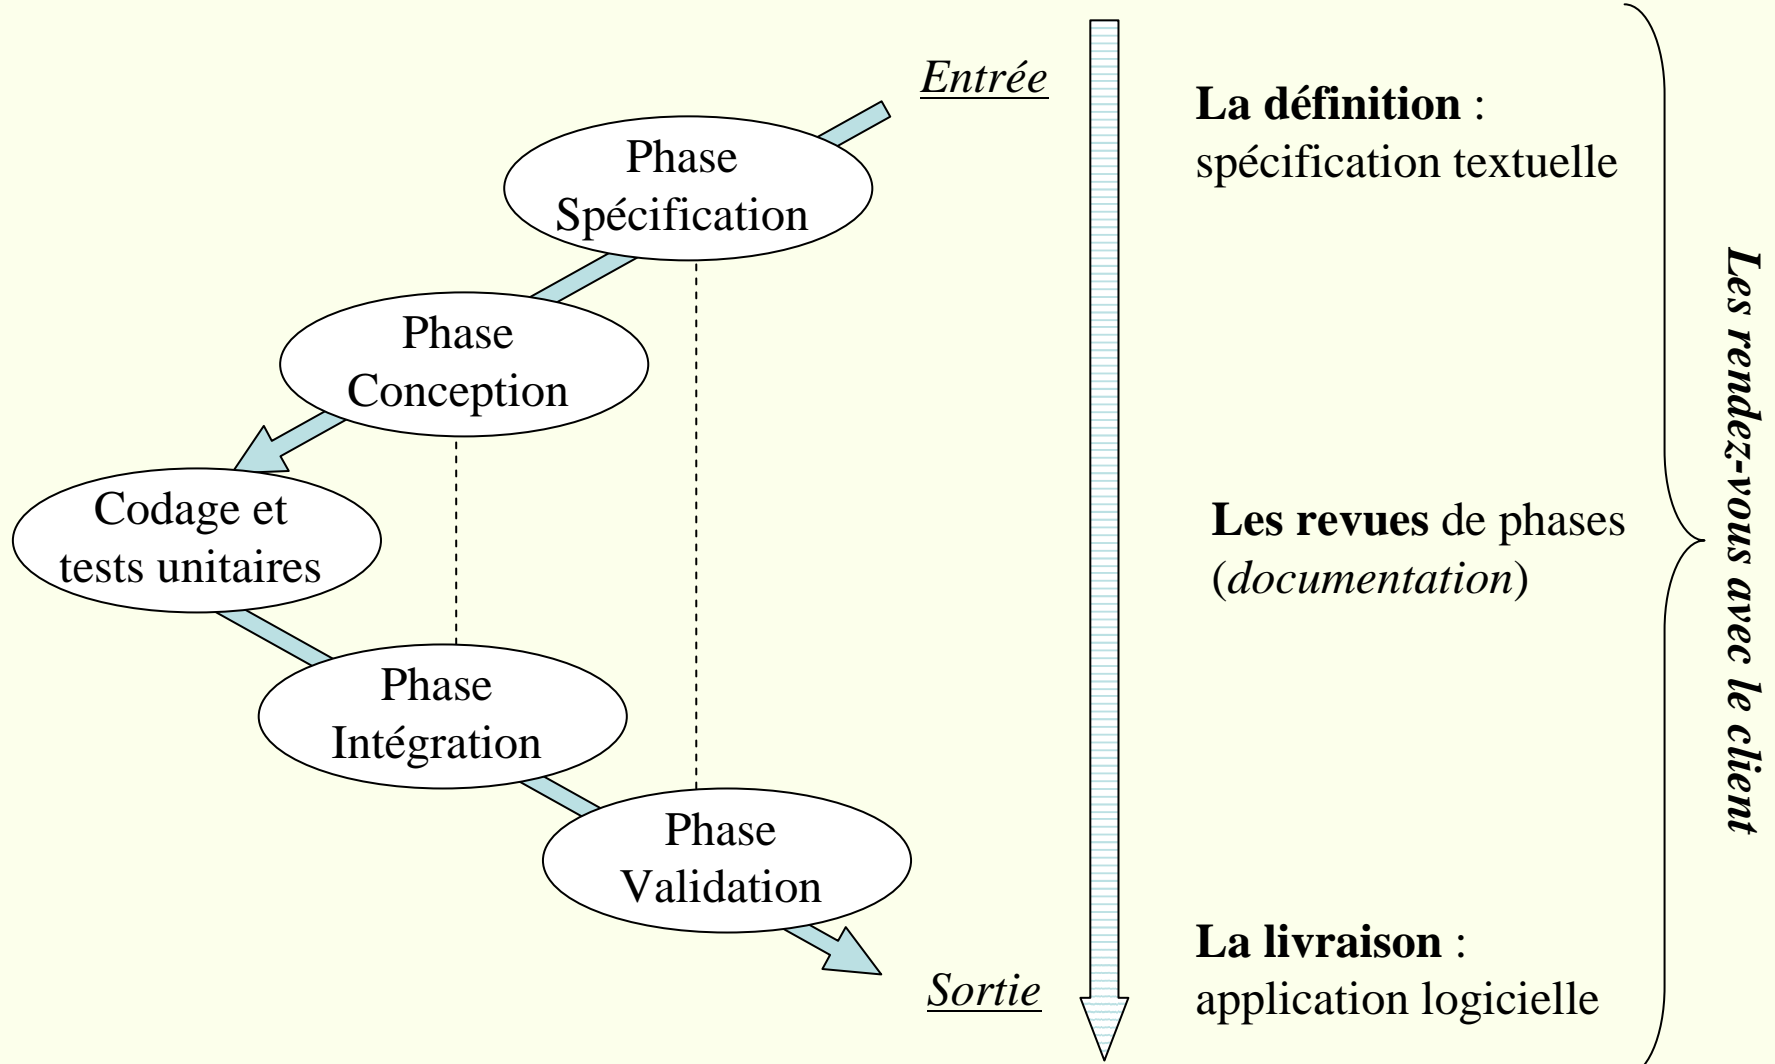 Entrée
Phase
Spécification
Phase
Conception
Codage et
tests unitaires
Phase
Intégration
Phase
Validation
Sortie
La définition :
spécification textuelle
Les revues de phases
(documentation)
La livraison :
application logicielle
Les rendez-vous avec le client